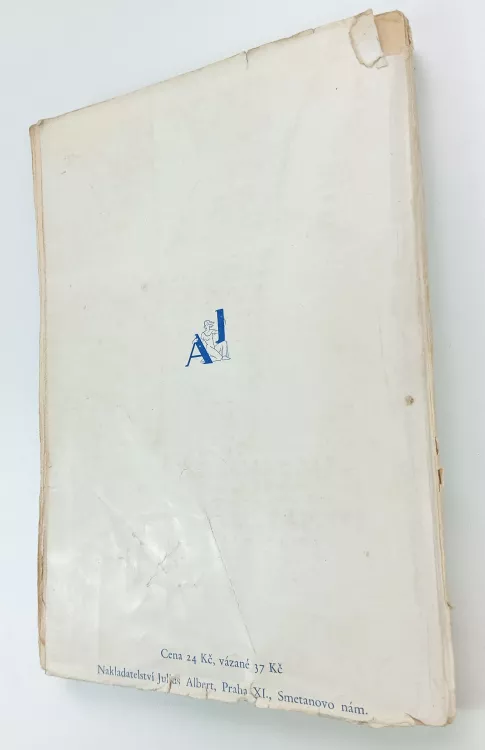 AJ
Cena 24 Kč, vázané 37 Kč
Nakladatelství Julius Albert, Praha XI., Smetanovo nám.